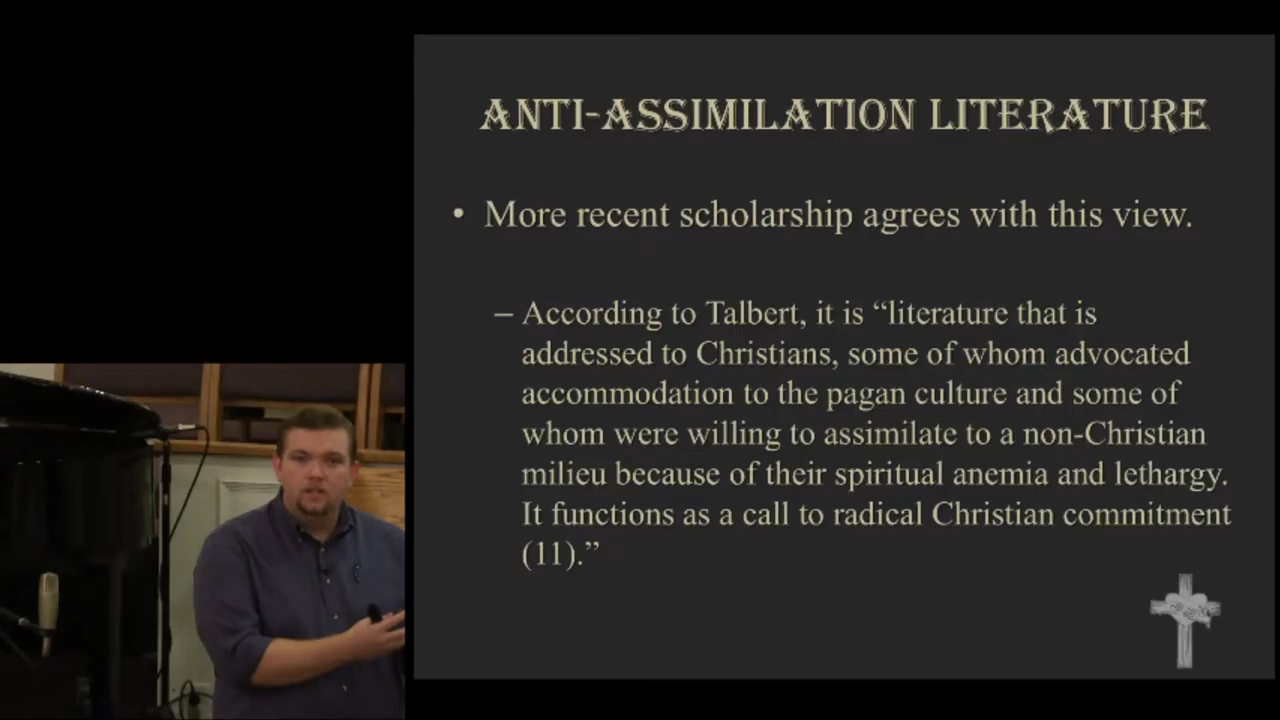 ANTI-ASSIMILATION LITERATURE
• More recent scholarship agrees with this view.
– According to Talbert, it is “literature that is
addressed to Christians, some of whom advocated
accommodation to the pagan culture and some of
whom were willing to assimilate to a non-Christian
milieu because of their spiritual anemia and lethargy.
It functions as a call to radical Christian commitment
(11).”